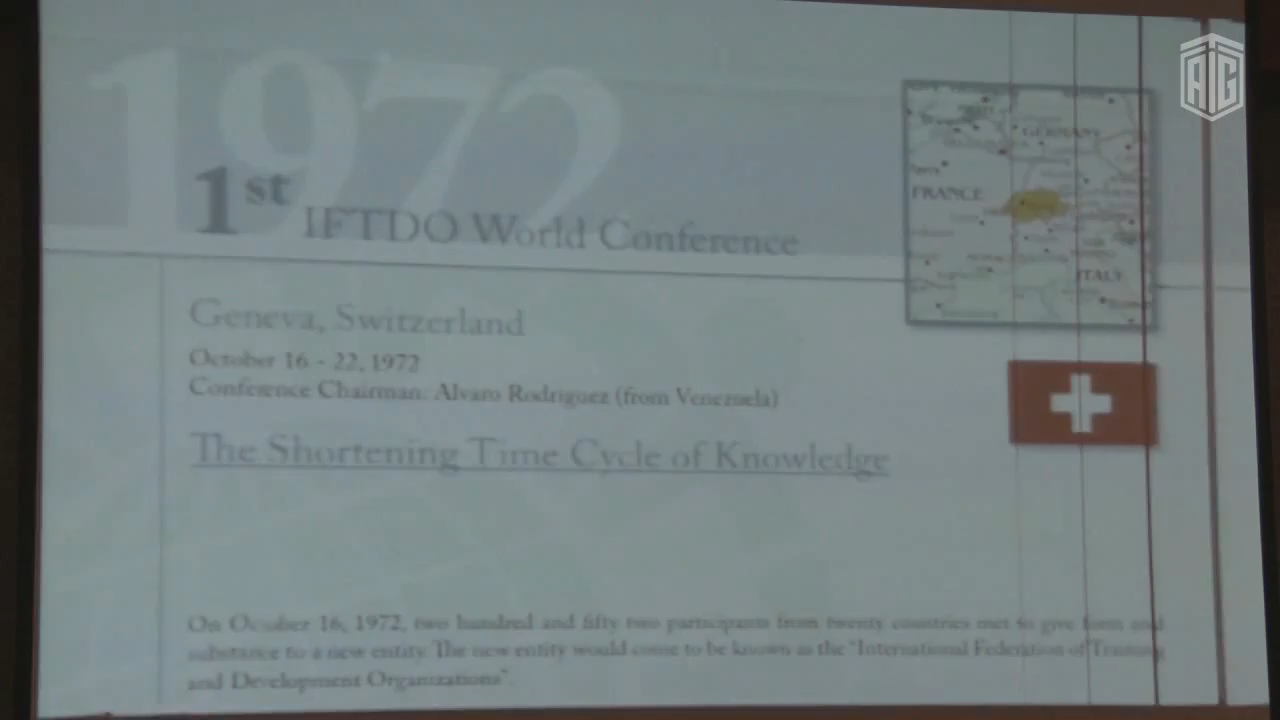 ATG
1972
1st IFTDO World Conference
GERMANY
FRANCE
ITALY
Geneva, Switzerland
October 16 - 22, 1972
Conference Chairman: Alvaro Rodriguez (from Venezuela)
The Shortening Time Cycle of Knowledge
On October 16, 1972, two hundred and fifty two participants from twenty countries met to give form and
substance to a new entity. The new entity would come to be known as the "International Federation of Training
and Development Organizations".